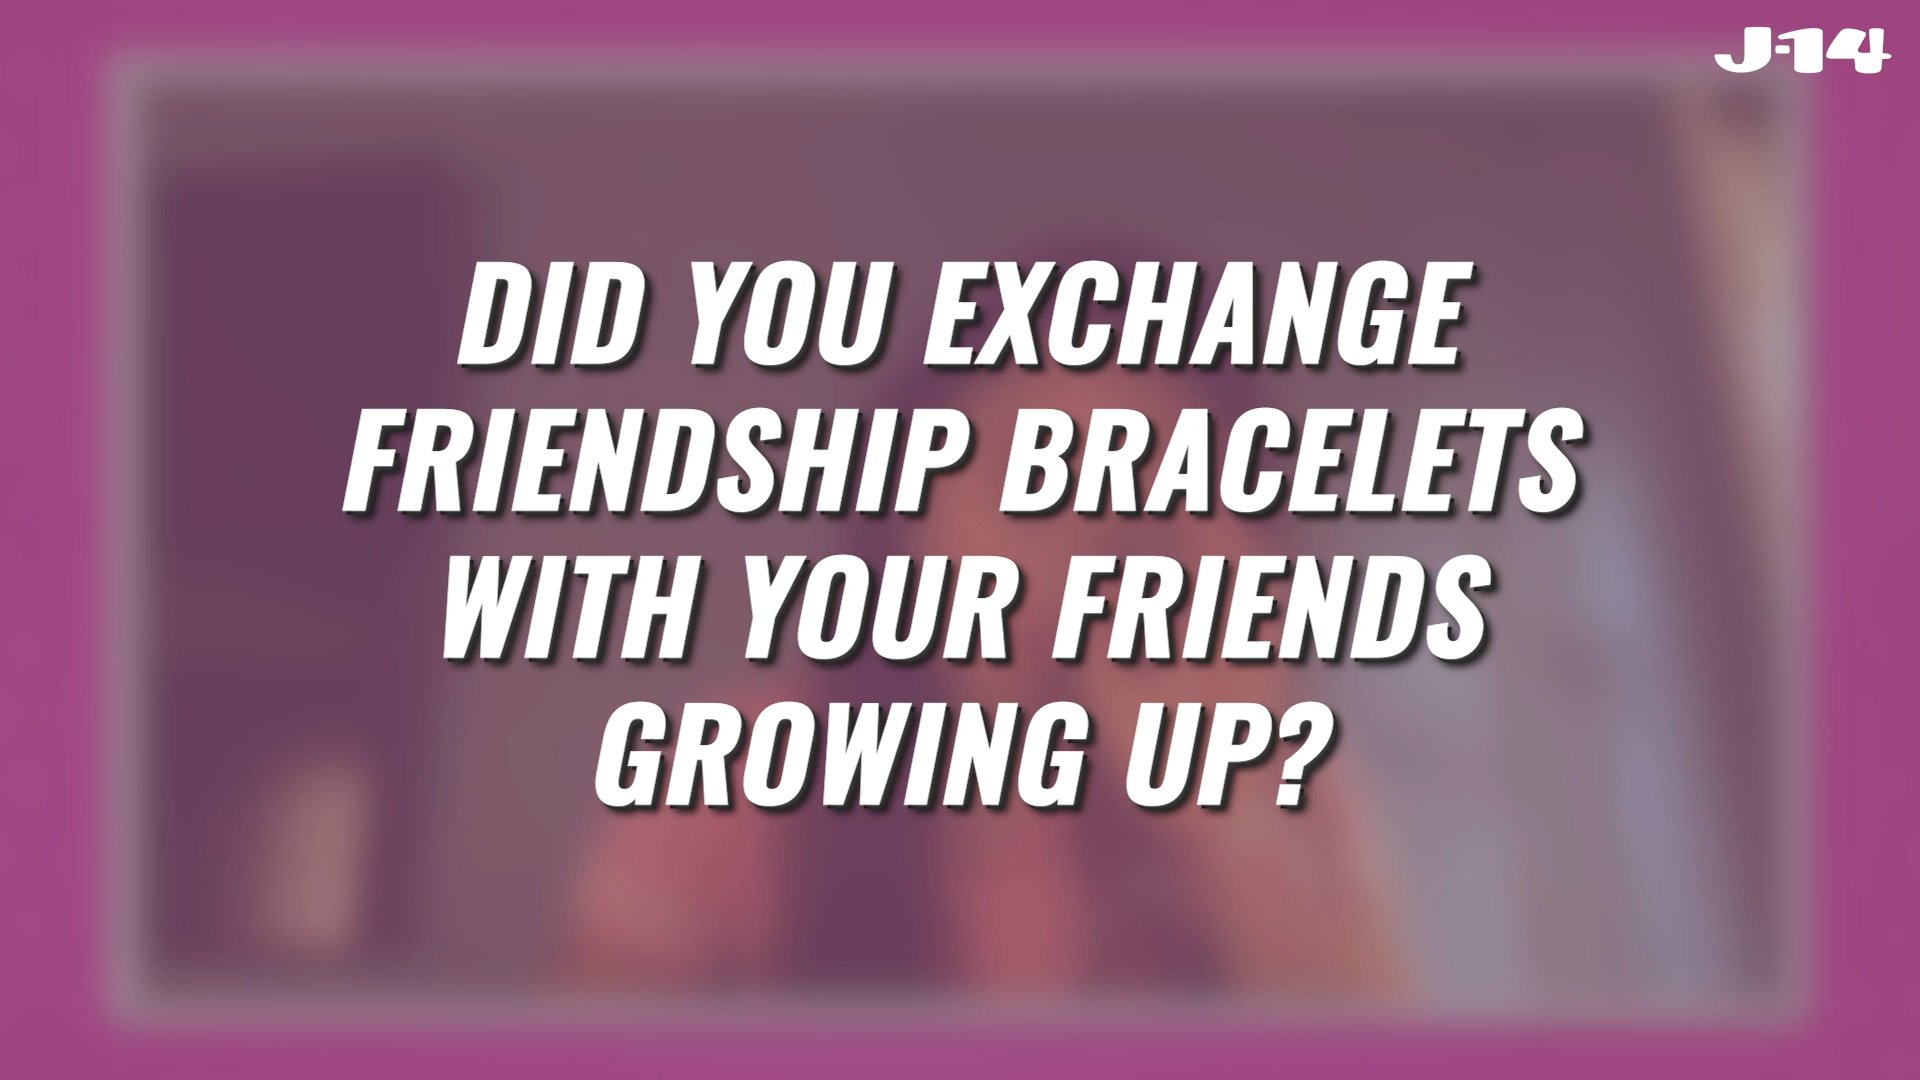 J-14
DID YOU EXCHANGE
FRIENDSHIP BRACELETS
WITH YOUR FRIENDS
GROWING UP?